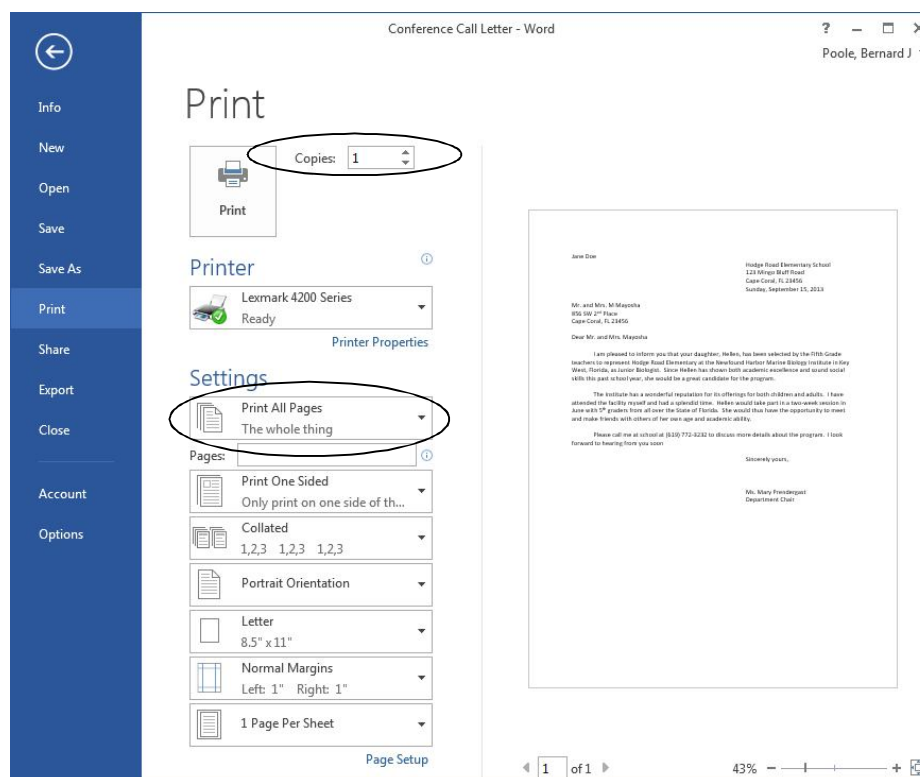 Conference Call Letter - Word
?
Poole, Bernard J
Info
New
Open
Save
Save As
Print
Share
Export
Close
Account
Options
Print
Copies: 1
Print
Printer
Lexmark 4200 Series
Ready
Printer Properties
Settings
Print All Pages
The whole thing
Pages:
Print One Sided
Only print on one side of th...
Collated
1,2,3 1,2,3 1,2,3
Portrait Orientation
Letter
8.5" x 11"
Normal Margins
Left: 1" Right: 1"
1 Page Per Sheet
Page Setup
Jane Doe
Hodge Road Elementary School
123 Mingo Bluff Road
Cape Coral, FL 23456
Sunday, September 15, 2013
Mr. and Mrs. M Mayosha
856 SW 2nd Place
Cape Coral, FL 23456
Dear Mr. and Mrs. Mayosha
I am pleased to inform you that your daughter, Hellen, has been selected by the Fifth Grade
teachers to represent Hodge Road Elementary at the Newfound Harbor Marine Biology Institute in Key
West, Florida, as Junior Biologist. Since Hellen has shown both academic excellence and sound social
skills this past school year, she would be a great candidate for the program.
The institute has a wonderful reputation for its offerings for both children and adults. I have
attended the facility myself and had a splendid time. Hellen would take part in a two-week session in
June with 5th graders from all over the State of Florida. She would thus have the opportunity to meet
and make friends with others of her own age and academic ability.
Please call me at school at (619) 772-6232 to discuss more details about the program. I look
forward to hearing from you soon
Sincerely yours,
Ms. Mary Prendergast
Department Chair
1 of 1
43%